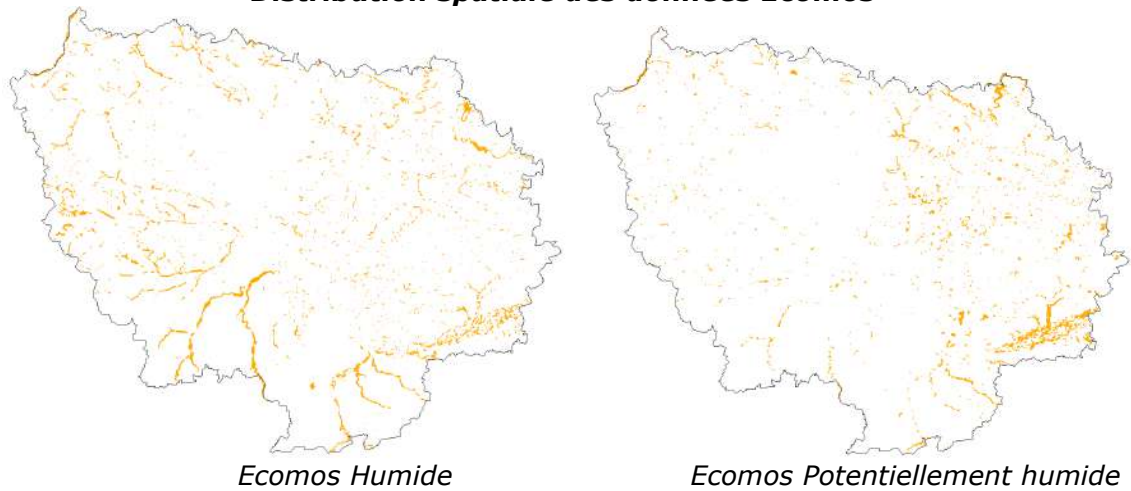 Distribution spatiale des données Ecomos
Ecomos Humide
Ecomos Potentiellement humide